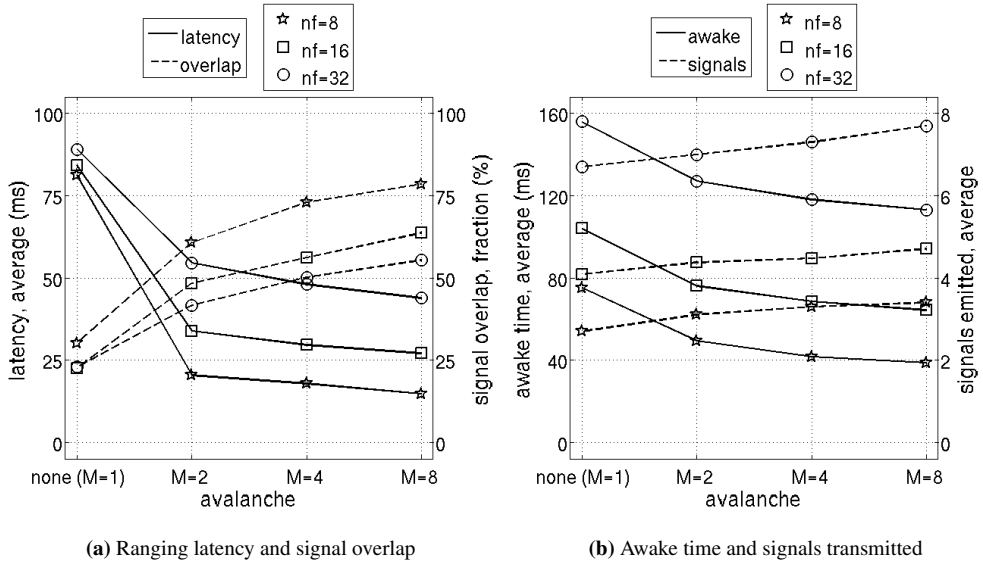 latency
overlap
nf=8
nf=16
nf=32
100
75
50
25
0
latency, average (ms)
100
75
50
25
0
signal overlap, fraction (%)
none (M=1) M=2 M=4 M=8
avalanche
(a) Ranging latency and signal overlap
awake
signals
nf=8
nf=16
nf=32
160
120
80
40
0
awake time, average (ms)
8
6
4
2
0
signals emitted, average
none (M=1) M=2 M=4 M=8
avalanche
(b) Awake time and signals transmitted